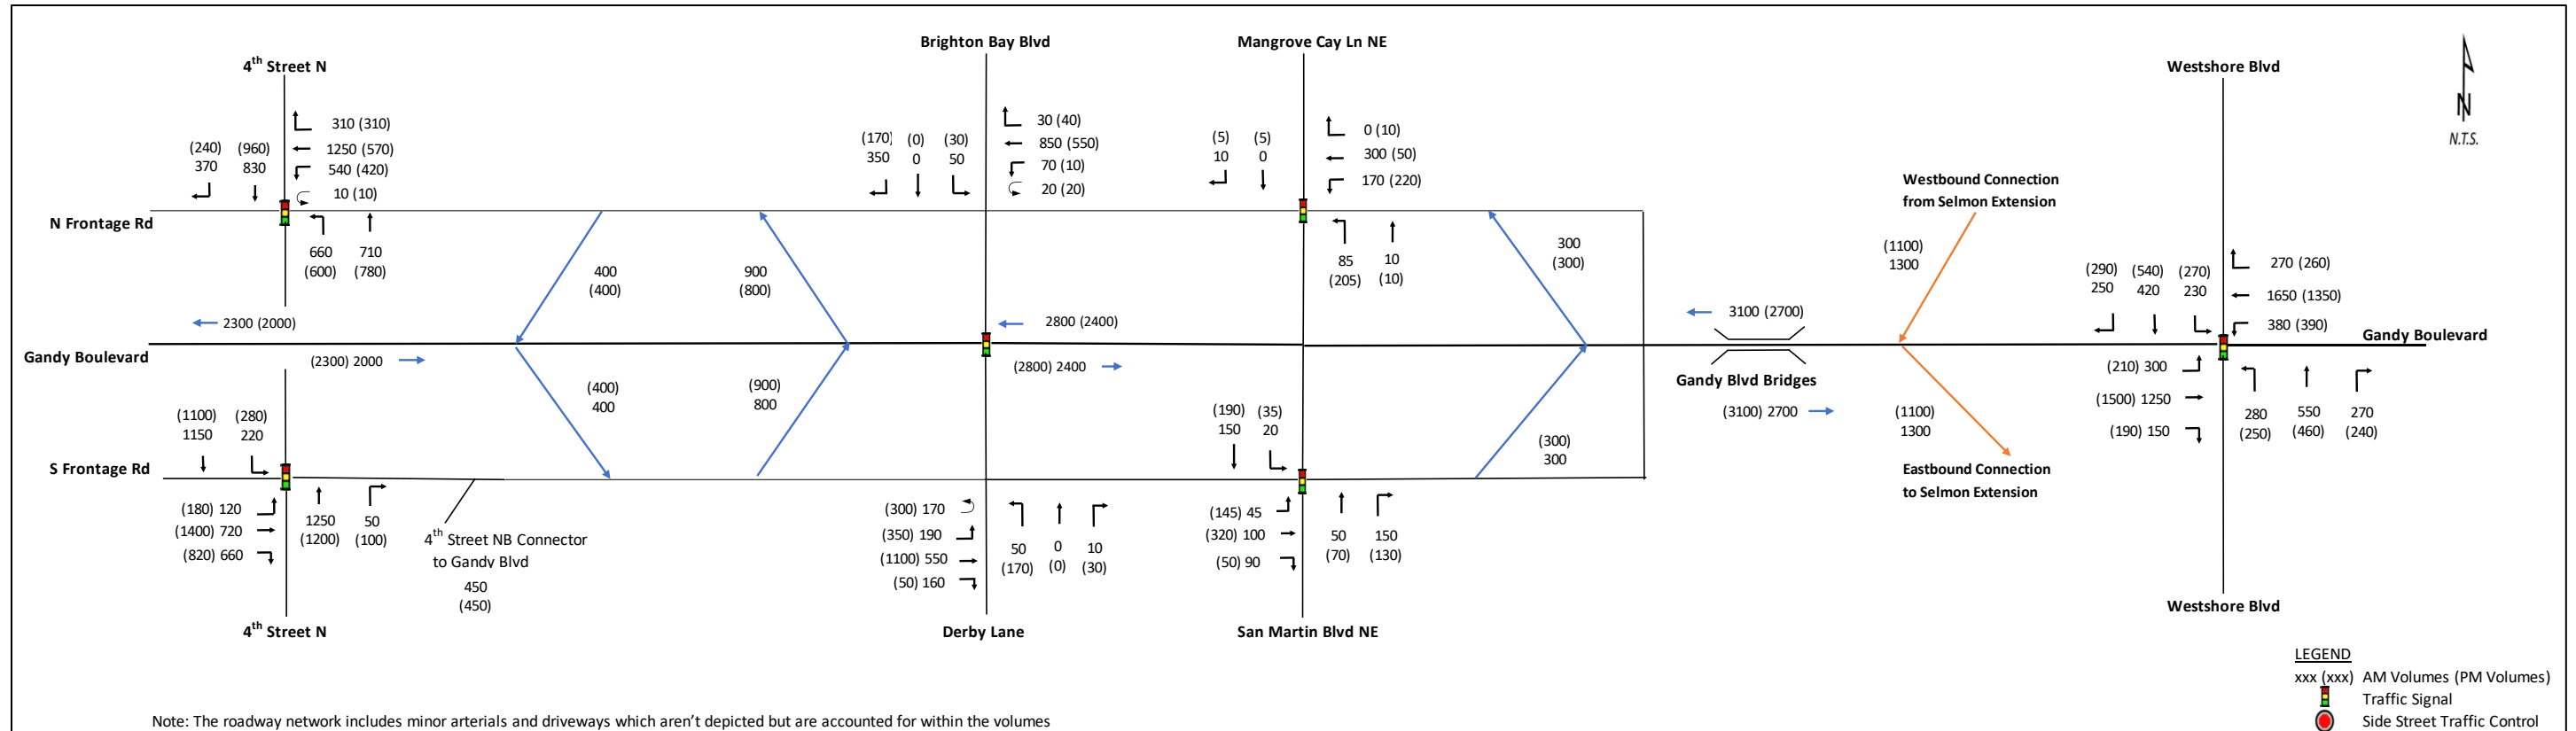 Brighton Bay Blvd
Mangrove Cay Ln NE
4th Street N
Westshore Blvd
N
N.T.S.
310 (310)
1250 (570)
540 (420)
10 (10)
(240) (960)
370 830
660 710
(600) (780)
N Frontage Rd
(170) (0) (30)
350 0 50
30 (40)
850 (550)
70 (10)
20 (20)
(5) (5)
10 0
0 (10)
300 (50)
170 (220)
85 10
(205) (10)
400
(400)
900
(800)
300
(300)
Westbound Connection
from Selmon Extension
(1100)
1300
(290) (540) (270)
250 420 230
270 (260)
1650 (1350)
380 (390)
2300 (2000)
2800 (2400)
3100 (2700)
Gandy Boulevard
Gandy Boulevard
(2300) 2000
(2800) 2400
Gandy Blvd Bridges
(3100) 2700
(210) 300
(1500) 1250
(190) 150
280 550 270
(250) (460) (240)
(400)
400
(900)
800
(300)
300
(1100)
1300
Eastbound Connection
to Selmon Extension
(1100) (280)
1150 220
S Frontage Rd
(180) 120
(1400) 720
(820) 660
1250 50
(1200) (100)
4th Street NB Connector
to Gandy Blvd
450
(450)
(300) 170
(350) 190
(1100) 550
(50) 160
50 0 10
(170) (0) (30)
(190) (35)
150 20
(145) 45
(320) 100
(50) 90
50 150
(70) (130)
4th Street N
Derby Lane
San Martin Blvd NE
Westshore Blvd
LEGEND
xxx (xxx) AM Volumes (PM Volumes)
Traffic Signal
Side Street Traffic Control
Note: The roadway network includes minor arterials and driveways which aren't depicted but are accounted for within the volumes